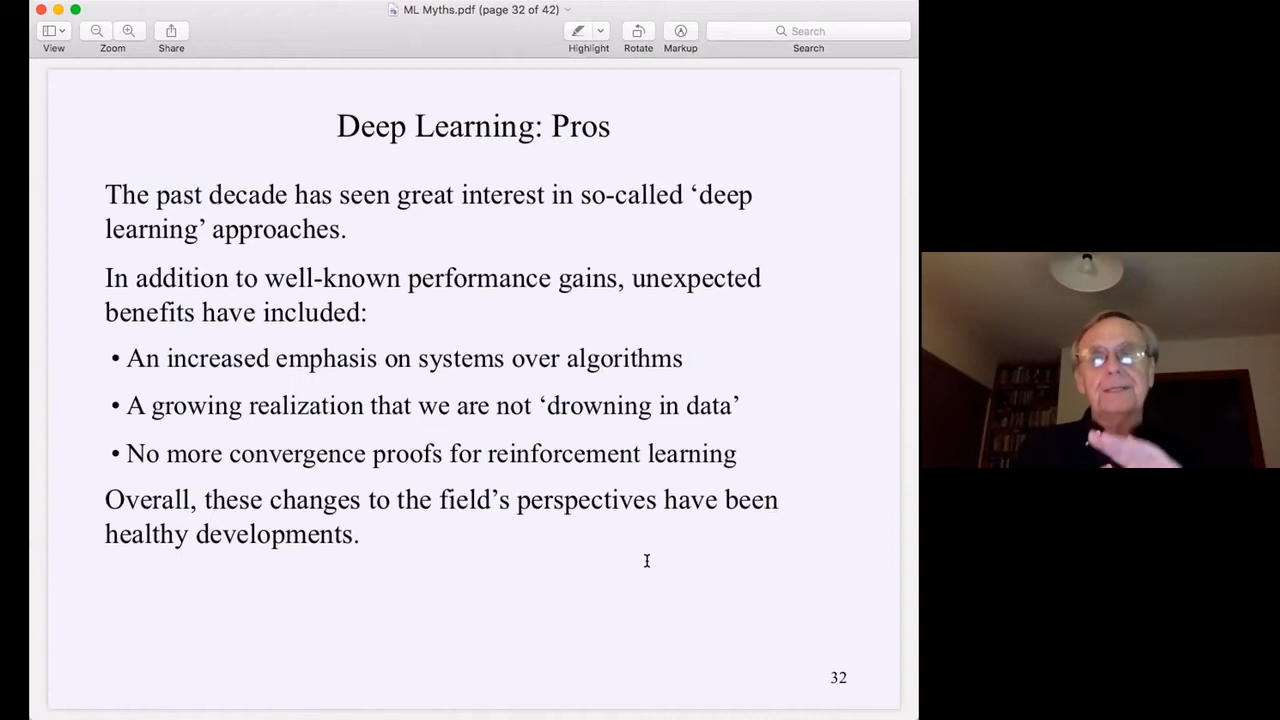 ML Myths.pdf (page 32 of 42)
View
Zoom
Share
Highlight
Rotate
Markup
Search
Search
Deep Learning: Pros
The past decade has seen great interest in so-called ‘deep
learning’ approaches.
In addition to well-known performance gains, unexpected
benefits have included:
• An increased emphasis on systems over algorithms
• A growing realization that we are not ‘drowning in data’
• No more convergence proofs for reinforcement learning
Overall, these changes to the field’s perspectives have been
healthy developments.
32